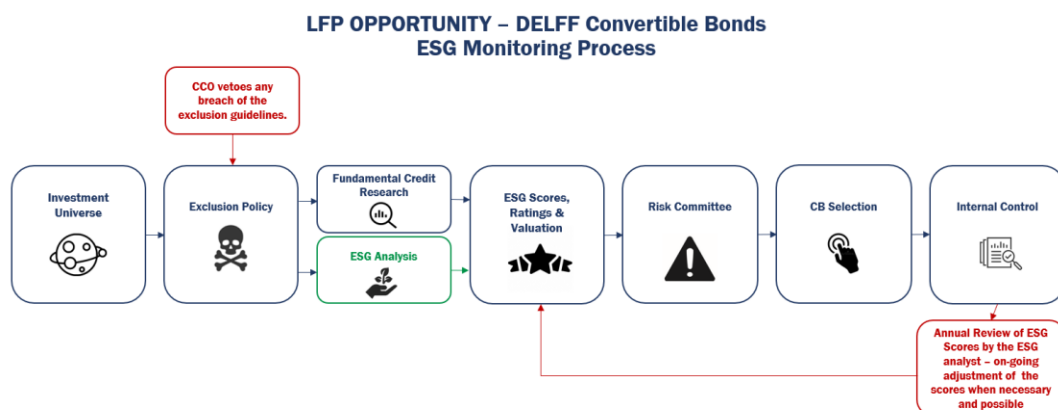 LFP OPPORTUNITY – DELFF Convertible Bonds
ESG Monitoring Process
CCO vetoes any
breach of the
exclusion guidelines.
Investment
Universe
Exclusion Policy
Fundamental Credit
Research
ESG Analysis
ESG Scores,
Ratings &
Valuation
Risk Committee
CB Selection
Internal Control
Annual Review of ESG
Scores by the ESG
analyst – on-going
adjustment of the
scores when necessary
and possible